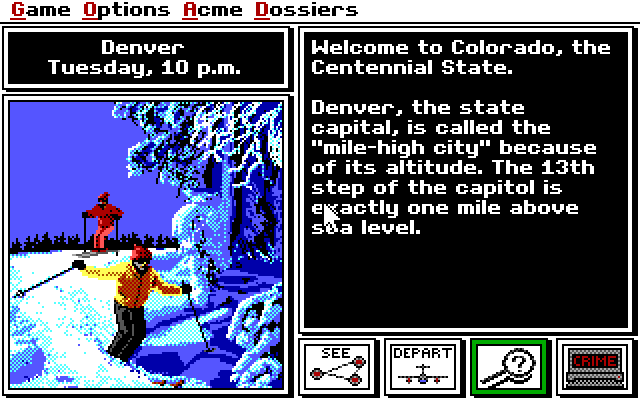 Game Options Acme Dossiers
Denver
Tuesday, 10 p.m.
Welcome to Colorado, the
Centennial State.
Denver, the state
capital, is called the
"mile-high city" because
of its altitude. The 13th
step of the capitol is
exactly one mile above
sea level.
SEE
DEPART
?
CRIME